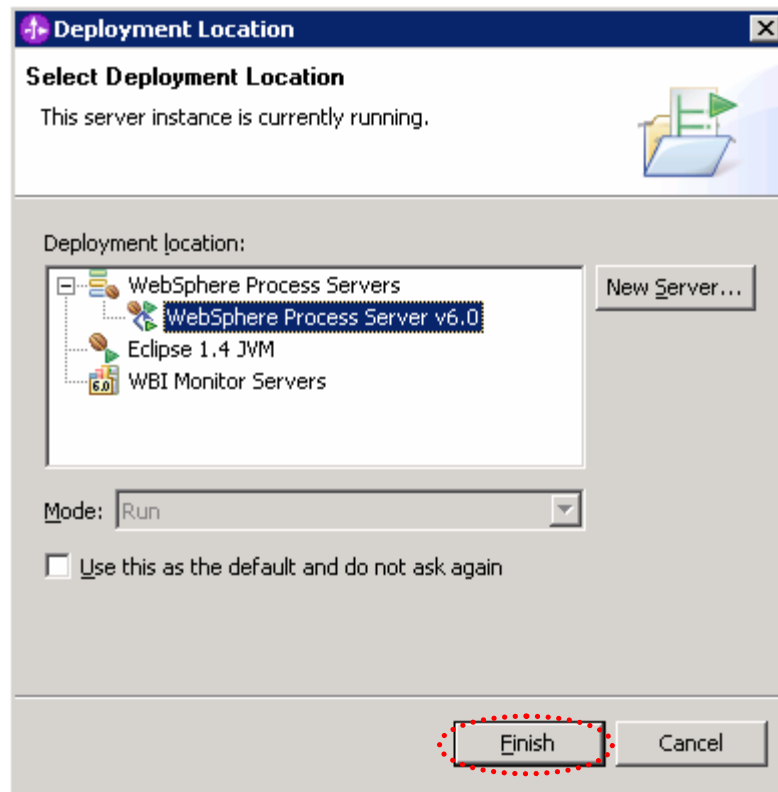 Deployment Location
Select Deployment Location
This server instance is currently running.
Deployment location:
WebSphere Process Servers
New Server...
WebSphere Process Server v6.0
Eclipse 1.4 JVM
6.0
WBI Monitor Servers
Mode: Run
Use this as the default and do not ask again
Finish
Cancel